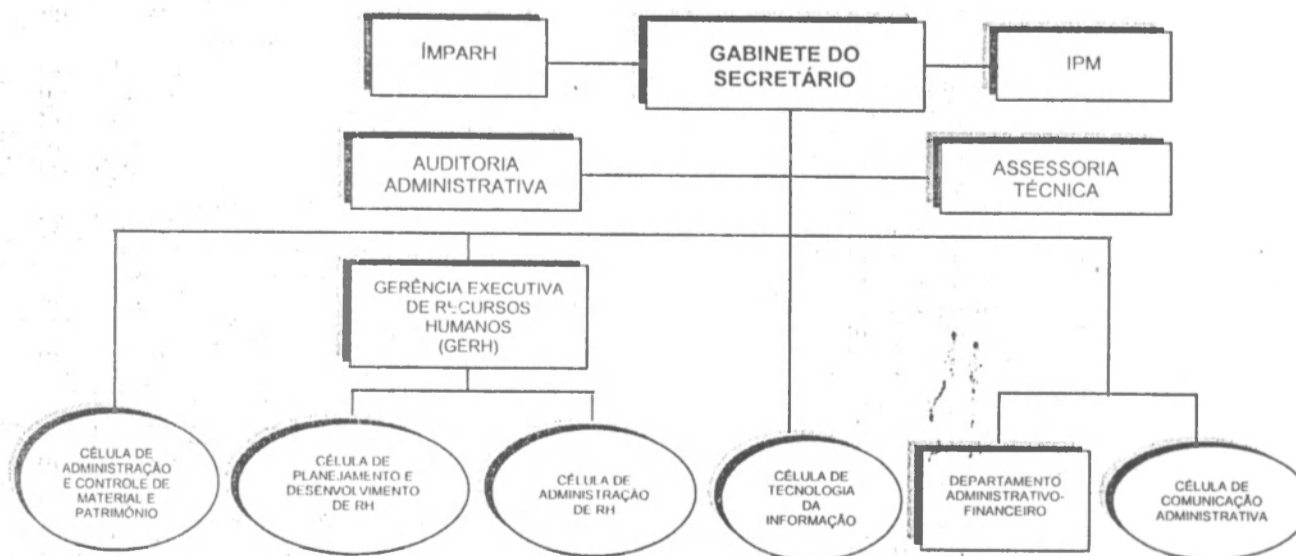 ÍMPARH
GABINETE DO
SECRETÁRIO
IPM
AUDITORIA
ADMINISTRATIVA
ASSESSORIA
TÉCNICA
GERÊNCIA EXECUTIVA
DE RECURSOS
HUMANOS
(GERH)
CÉLULA DE
ADMINISTRAÇÃO
E CONTROLE DE
MATERIAL E
PATRIMÔNIO
CÉLULA DE
PLANEJAMENTO E
DESENVOLVIMENTO
DE RH
CÉLULA DE
ADMINISTRAÇÃO
DE RH
CÉLULA DE
TECNOLOGIA
DA
INFORMAÇÃO
DEPARTAMENTO
ADMINISTRATIVO-
FINANCEIRO
CÉLULA DE
COMUNICAÇÃO
ADMINISTRATIVA